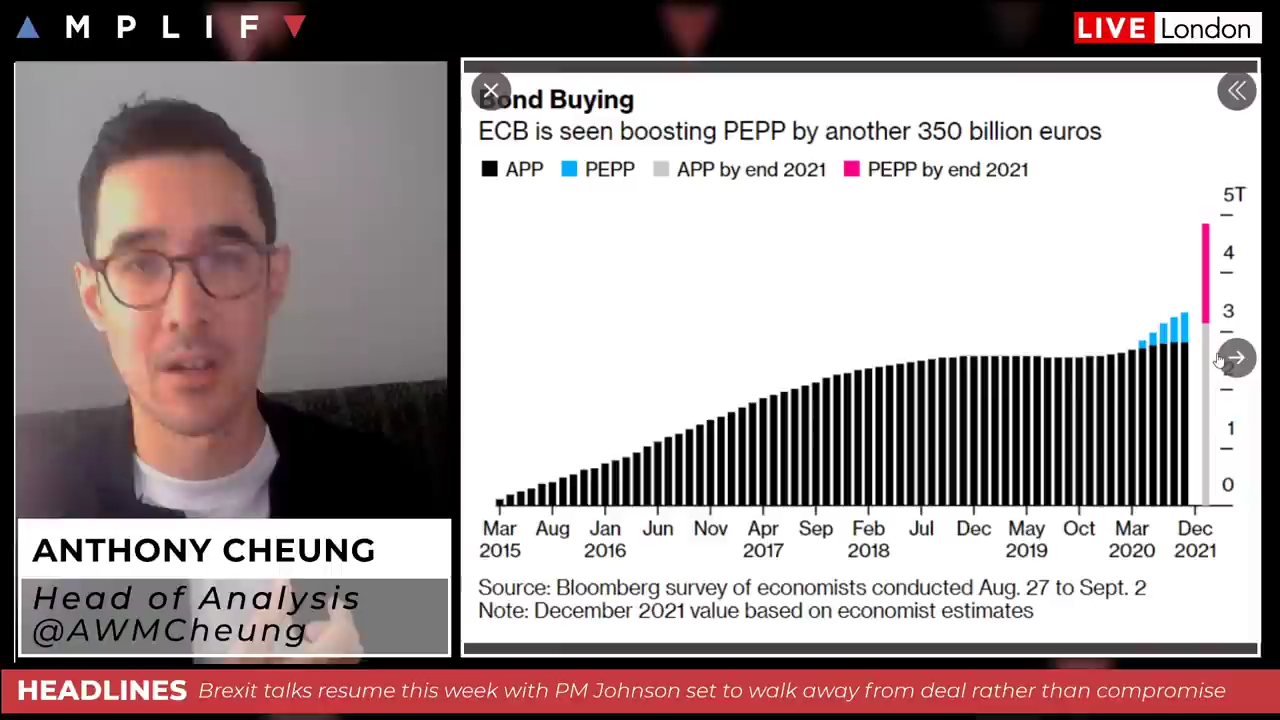 AMPLIFY
LIVE London
Bond Buying
ECB is seen boosting PEPP by another 350 billion euros
APP PEPP APP by end 2021 PEPP by end 2021
5T
4
3
2
1
0
Mar Aug Jan Jun Nov Apr Sep Feb Jul Dec May Oct Mar Dec
2015 2016 2017 2018 2019 2020 2021
Source: Bloomberg survey of economists conducted Aug. 27 to Sept. 2
Note: December 2021 value based on economist estimates
ANTHONY CHEUNG
Head of Analysis
@AWMCheung
HEADLINES Brexit talks resume this week with PM Johnson set to walk away from deal rather than compromise